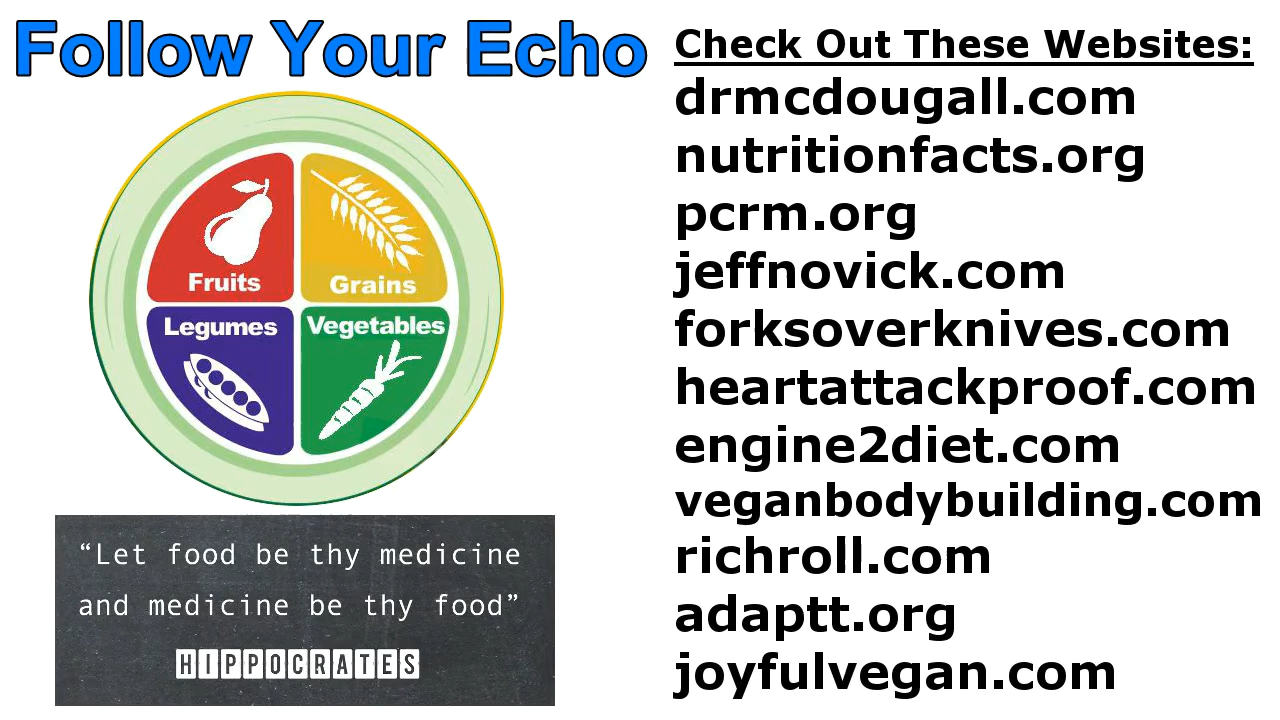 Follow Your Echo
Fruits
Grains
Legumes
Vegetables
“Let food be thy medicine
and medicine be thy food”
HIPPOCRATES
Check Out These Websites:
drmcdougall.com
nutritionfacts.org
pcrm.org
jeffnovick.com
forksoverknives.com
heartattackproof.com
engine2diet.com
veganbodybuilding.com
richroll.com
adaptt.org
joyfulvegan.com